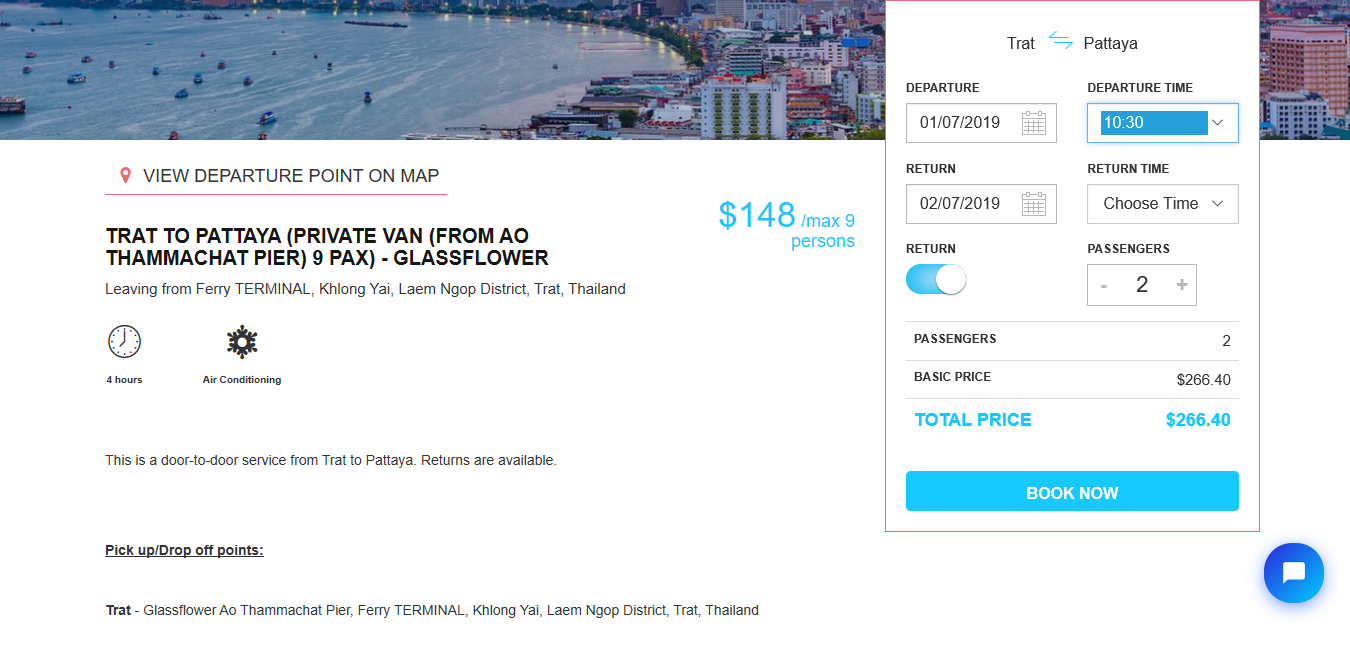 VIEW DEPARTURE POINT ON MAP
$148 /max 9
persons
TRAT TO PATTAYA (PRIVATE VAN (FROM AO
THAMMACHAT PIER) 9 PAX) - GLASSFLOWER
Leaving from Ferry TERMINAL, Khlong Yai, Laem Ngop District, Trat, Thailand
4 hours
Air Conditioning
This is a door-to-door service from Trat to Pattaya. Returns are available.
Pick up/Drop off points:
Trat - Glassflower Ao Thammachat Pier, Ferry TERMINAL, Khlong Yai, Laem Ngop District, Trat, Thailand
Trat Pattaya
DEPARTURE DEPARTURE TIME
01/07/2019 10:30
RETURN RETURN TIME
02/07/2019 Choose Time
RETURN PASSENGERS
- 2 +
PASSENGERS 2
BASIC PRICE $266.40
TOTAL PRICE $266.40
BOOK NOW